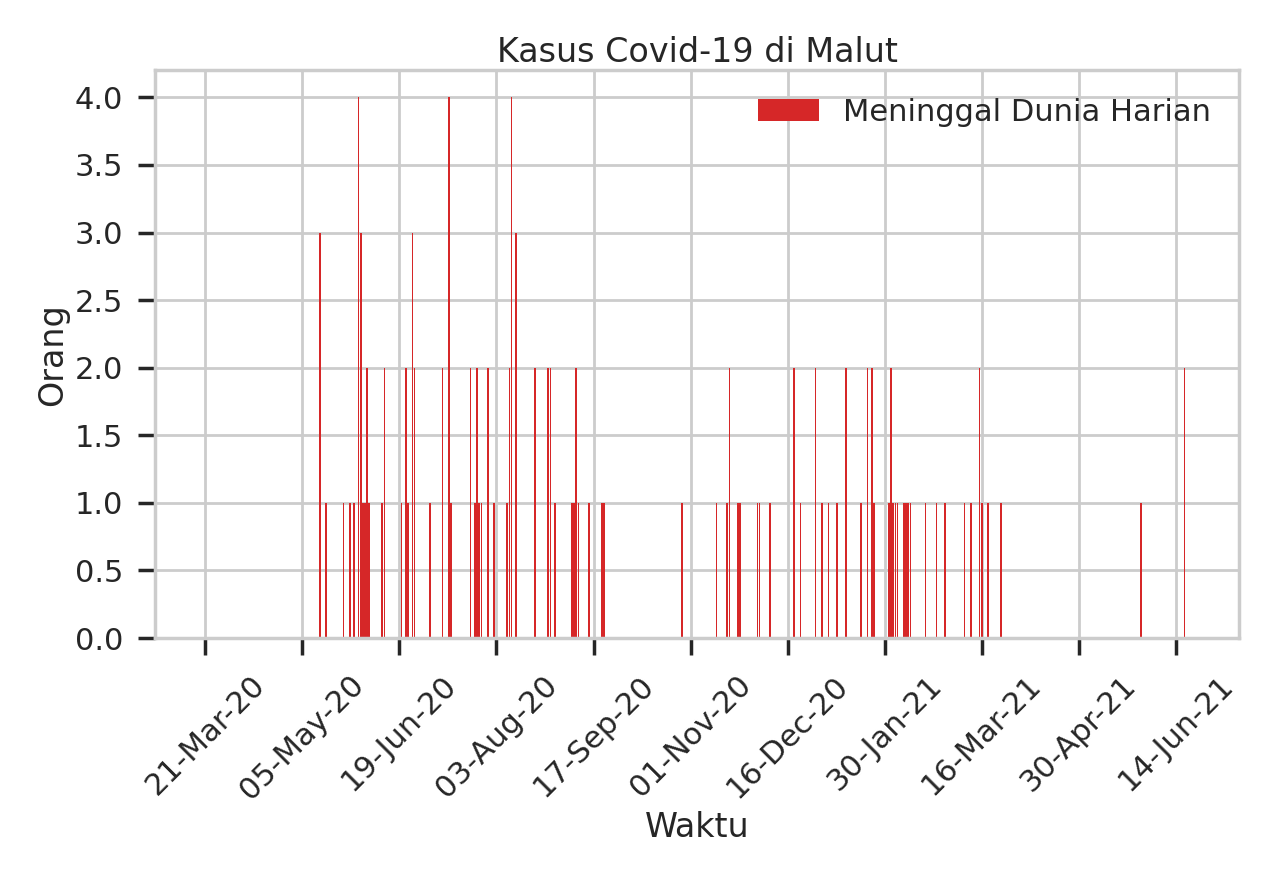 Kasus Covid-19 di Malut
Meninggal Dunia Harian
Orang
4.0
3.5
3.0
2.5
2.0
1.5
1.0
0.5
0.0
21-Mar-20
05-May-20
19-Jun-20
03-Aug-20
17-Sep-20
01-Nov-20
16-Dec-20
30-Jan-21
16-Mar-21
30-Apr-21
14-Jun-21
Waktu